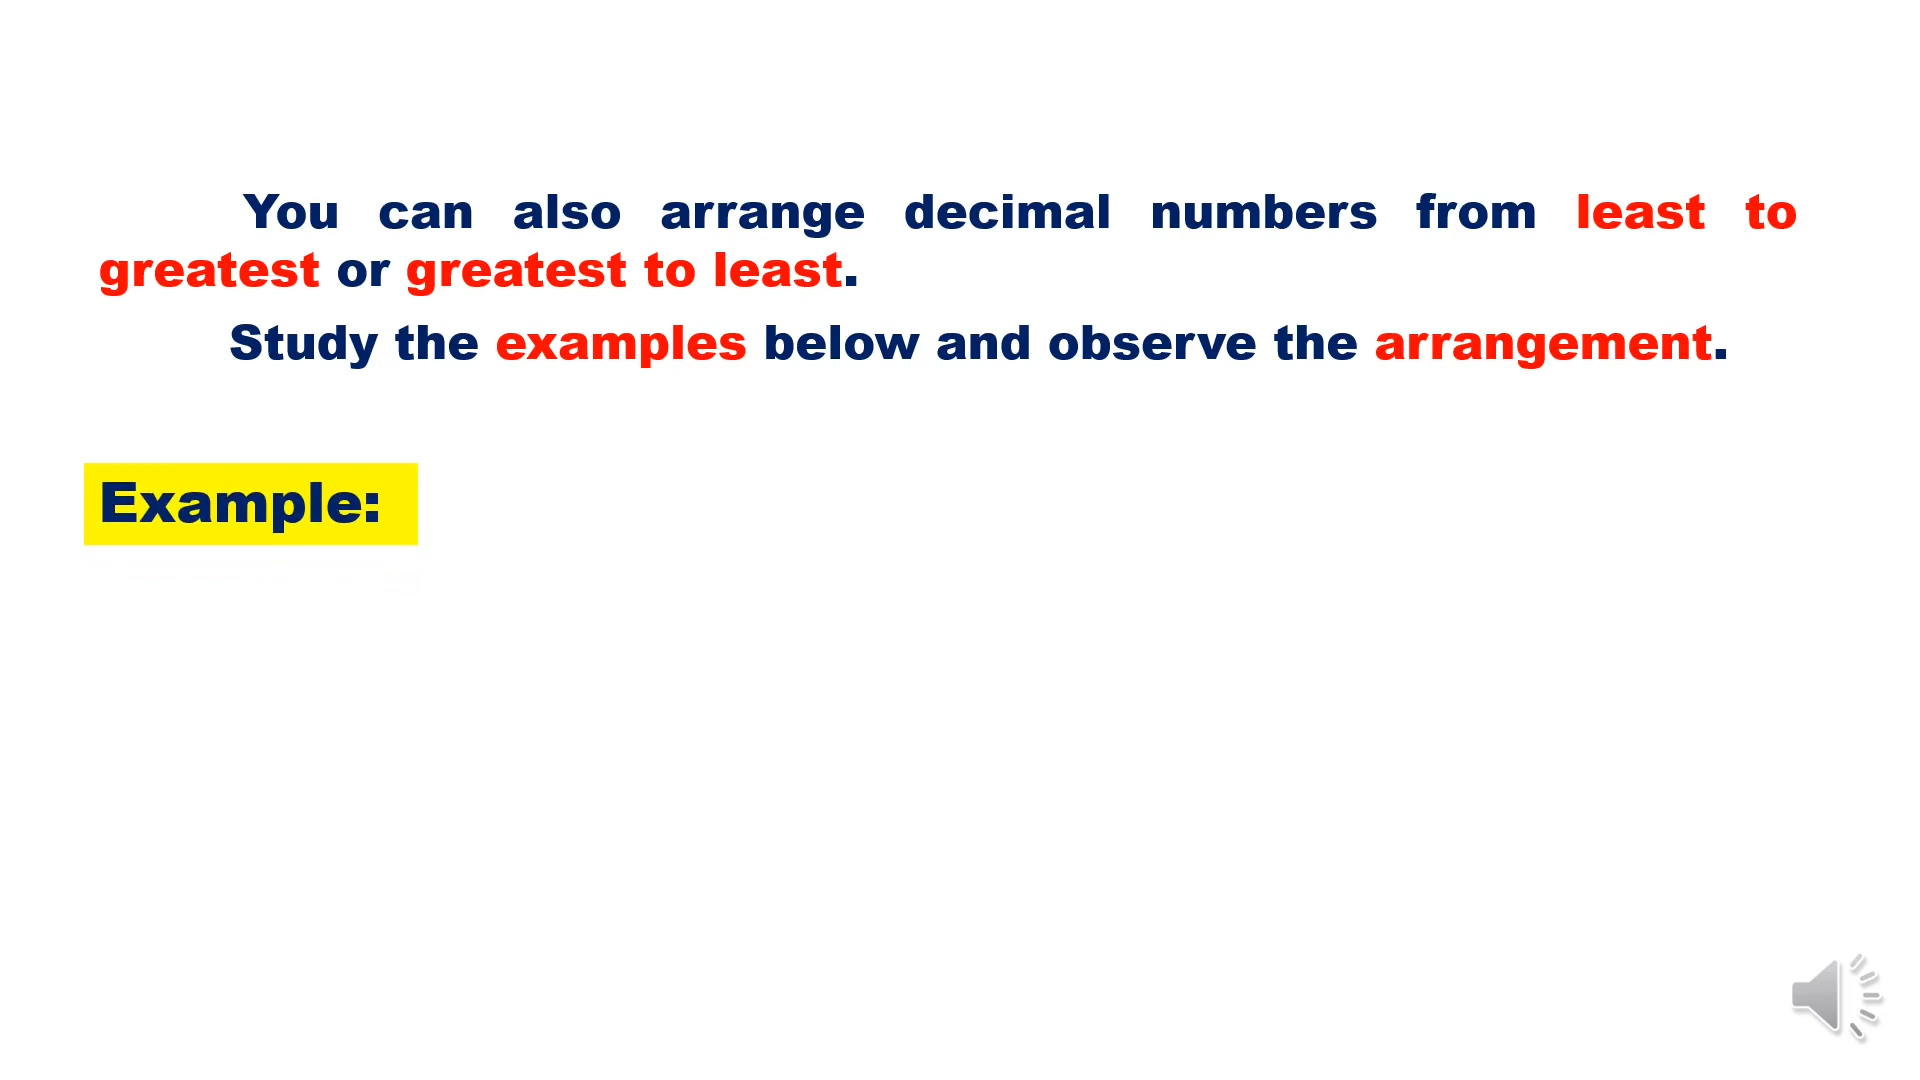 You can also arrange decimal numbers from least to
greatest or greatest to least.
Study the examples below and observe the arrangement.
Example: